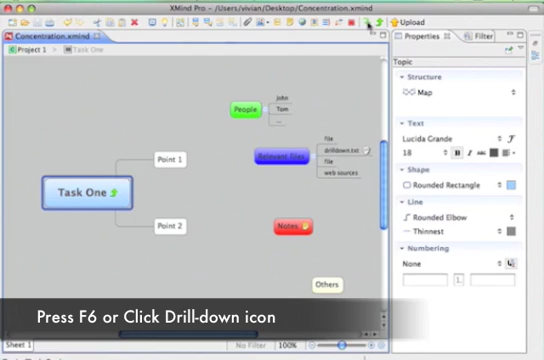 XMind Pro - /Users/vivian/Desktop/Concentration.xmind
Upload
Concentration.xmind
Project 1
Task One
Properties
Filter
Topic
Structure
Map
Text
Lucida Grande
18
Shape
Rounded Rectangle
Line
Rounded Elbow
Thinnest
Numbering
None
1.
John
People
Tom
...
file
Relevant files
drilldown.txt
file
web sources
Point 1
Task One
Point 2
Notes
Others
Press F6 or Click Drill-down icon
Sheet 1
No Filter
100%